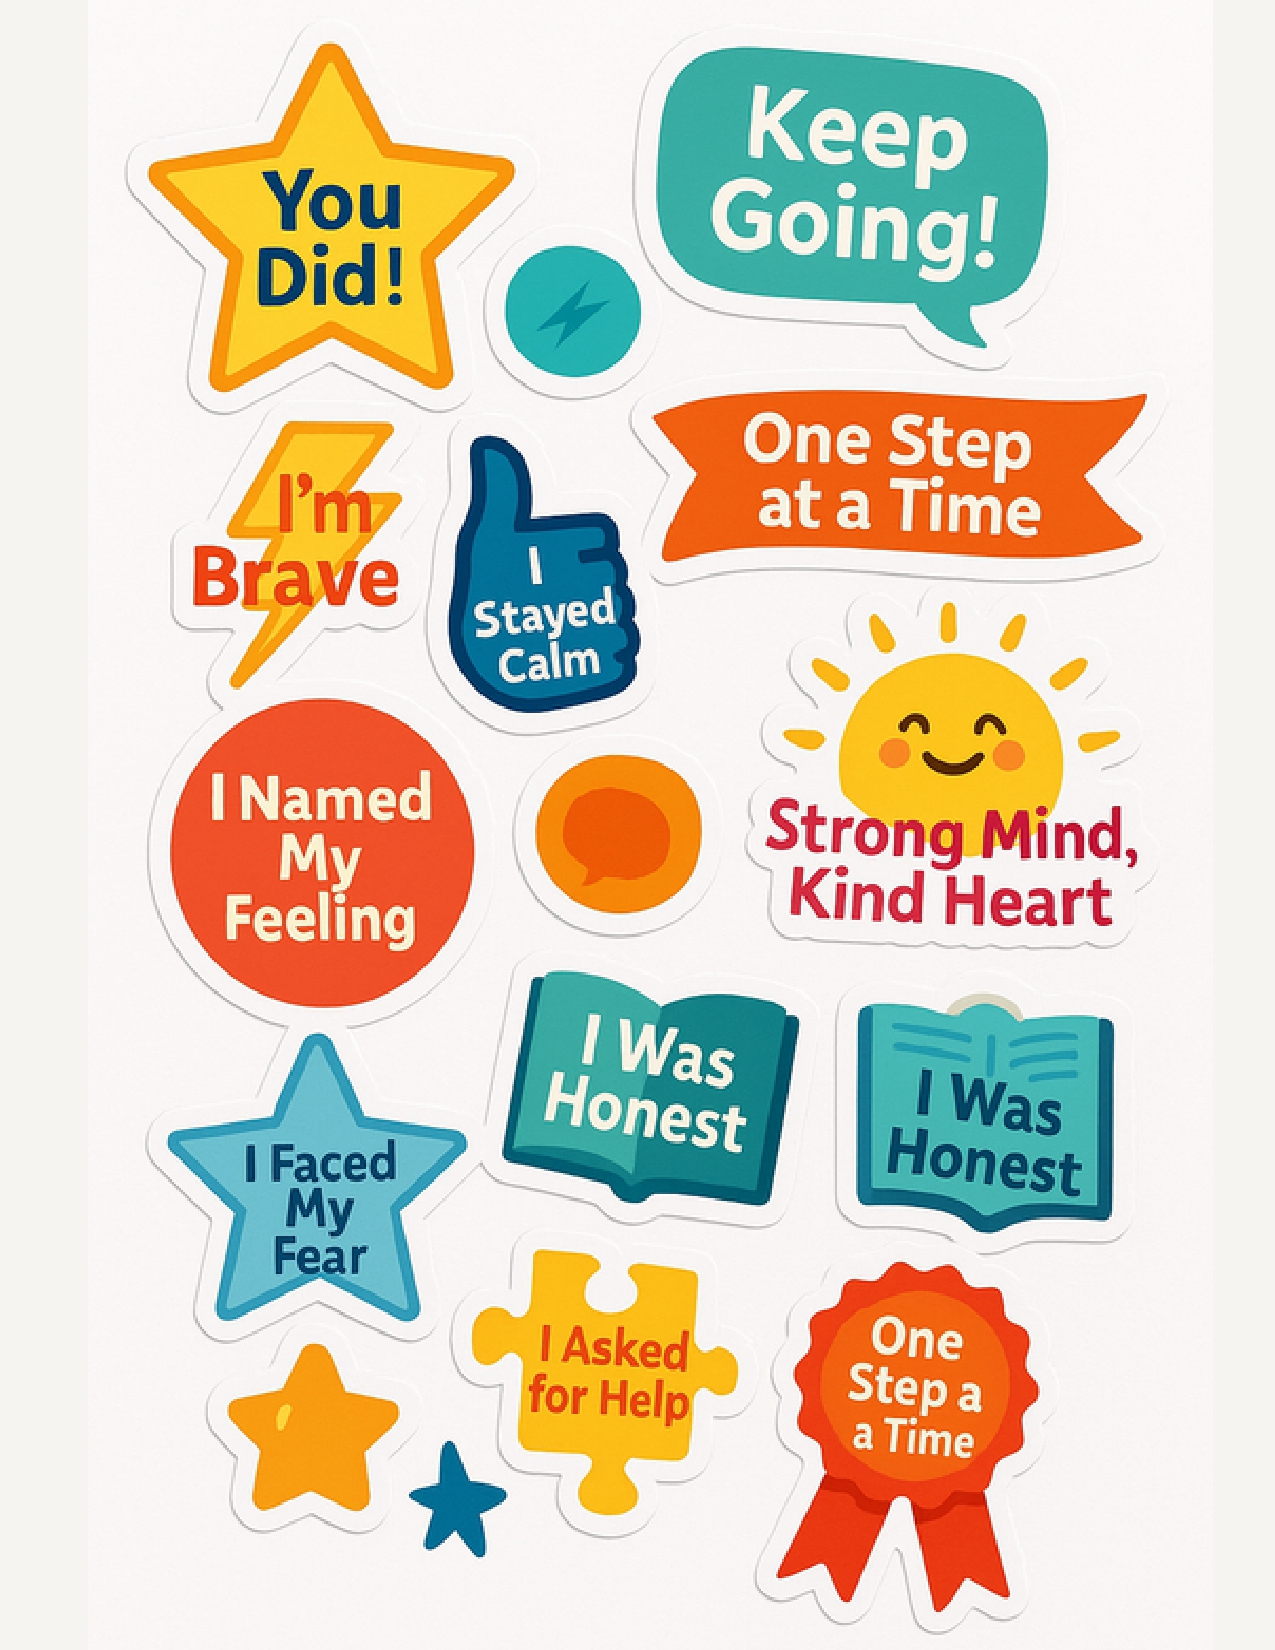 You
Did!
Keep
Going!
I'm
Brave
I
Stayed
Calm
One Step
at a Time
I Named
My
Feeling
Strong Mind,
Kind Heart
I Was
Honest
I Was
Honest
I Faced
My
Fear
I Asked
for Help
One
Step a
a Time